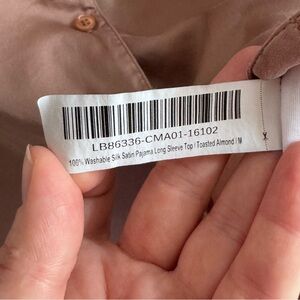 LB86336-CMA01-16102
100% Washable Silk Satin Pajama Long Sleeve Top / Toasted Almond / M